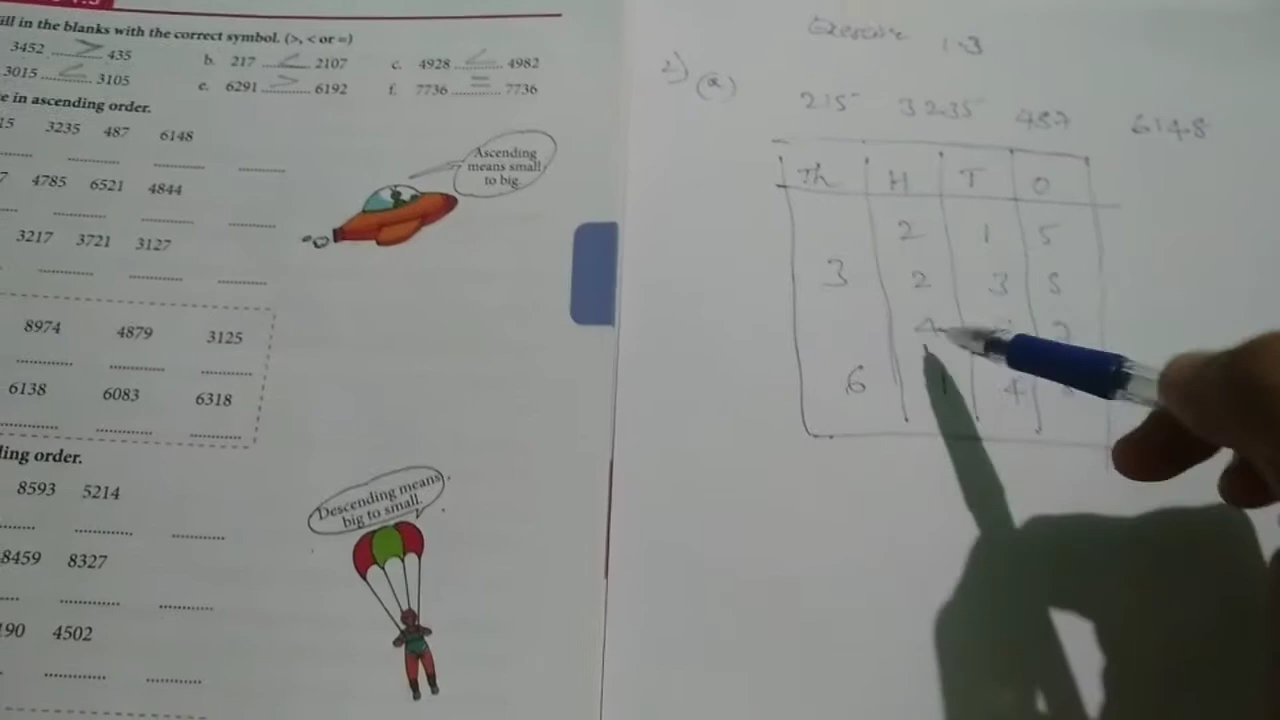 ill in the blanks with the correct symbol. (>, < or =)
3452 > 435
b. 217 < 2107
c. 4928 < 4982
3015 < 3105
e. 6291 > 6192
f. 7736 = 7736
e in ascending order.
15 3235 487 6148
7 4785 6521 4844
3217 3721 3127
8974 4879 3125
6138 6083 6318
ling order.
8593 5214
8459 8327
190 4502
Ascending
means small
to big.
Descending means
big to small.
Exercise 1.3
2) (a)
215 3235 487 6148
Th H T O
2 1 5
3 2 3 5
4 7
6 1 4